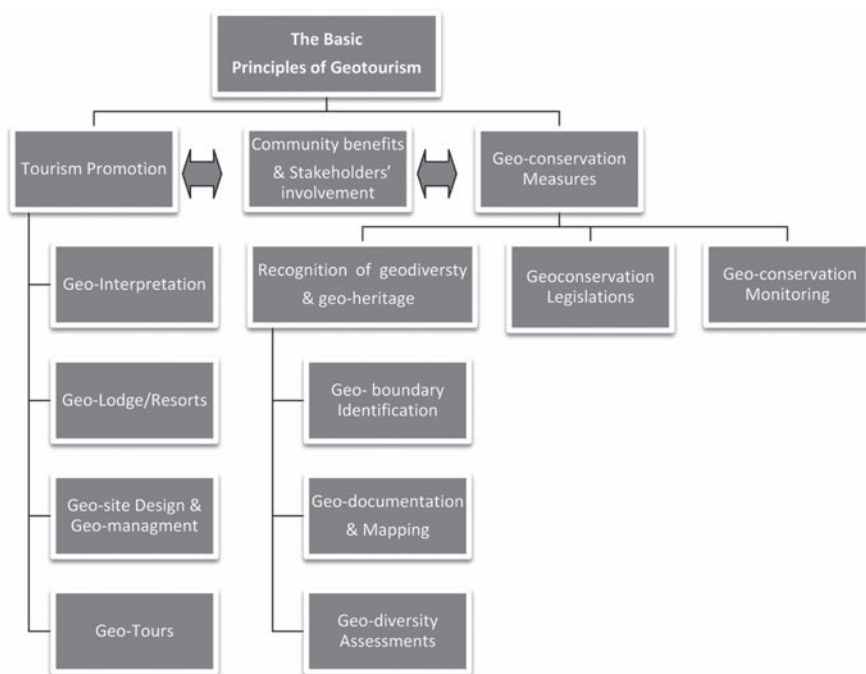 The Basic
Principles of Geotourism
Tourism Promotion
Community benefits
& Stakeholders'
involvement
Geo-conservation
Measures
Geo-Interpretation
Recognition of geodiversty
& geo-heritage
Geoconservation
Legislations
Geo-conservation
Monitoring
Geo-Lodge/Resorts
Geo- boundary
Identification
Geo-site Design &
Geo-managment
Geo-documentation
& Mapping
Geo-Tours
Geo-diversity
Assessments